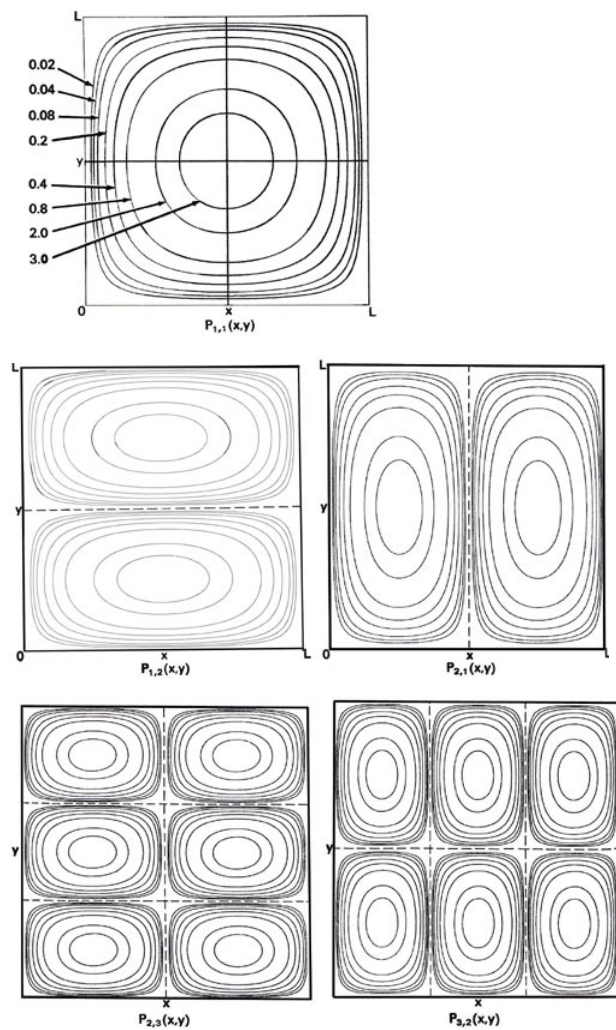 L
0.02
0.04
0.08
0.2
y
0.4
0.8
2.0
3.0
0 x L
P₁,₁(x,y)
L L
y y
0 x L 0 x L
P₁,₂(x,y) P₂,₁(x,y)
y y
x x
P₂,₃(x,y) P₃,₂(x,y)